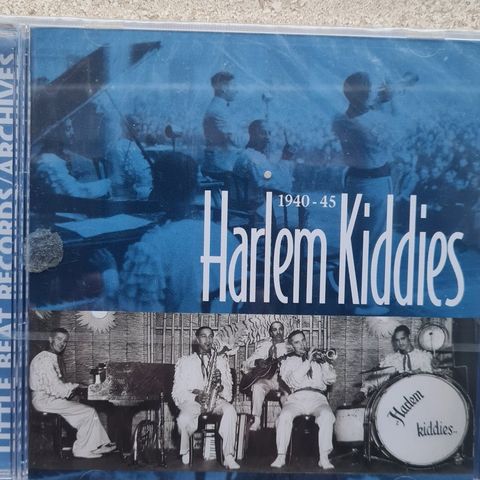 LITTLE BEAT RECORDS/ARCHIVES
1940-45
Harlem Kiddies
Harlem
kiddies..